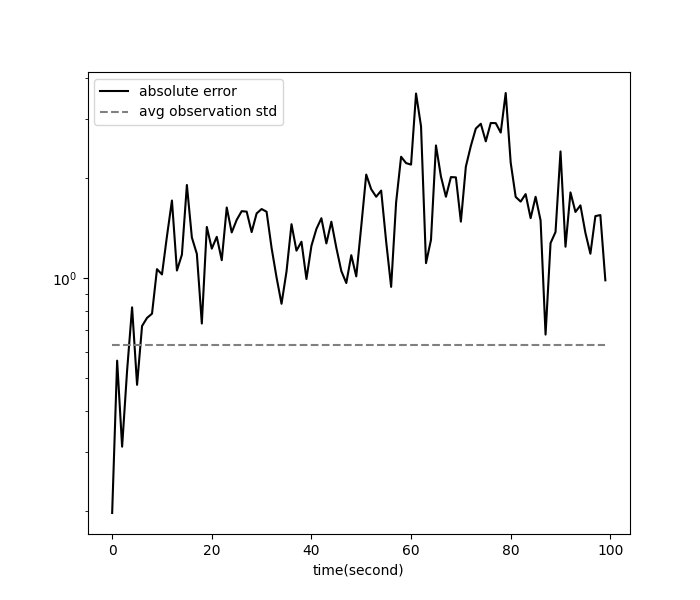 absolute error
avg observation std
10⁰
0 20 40 60 80 100
time(second)